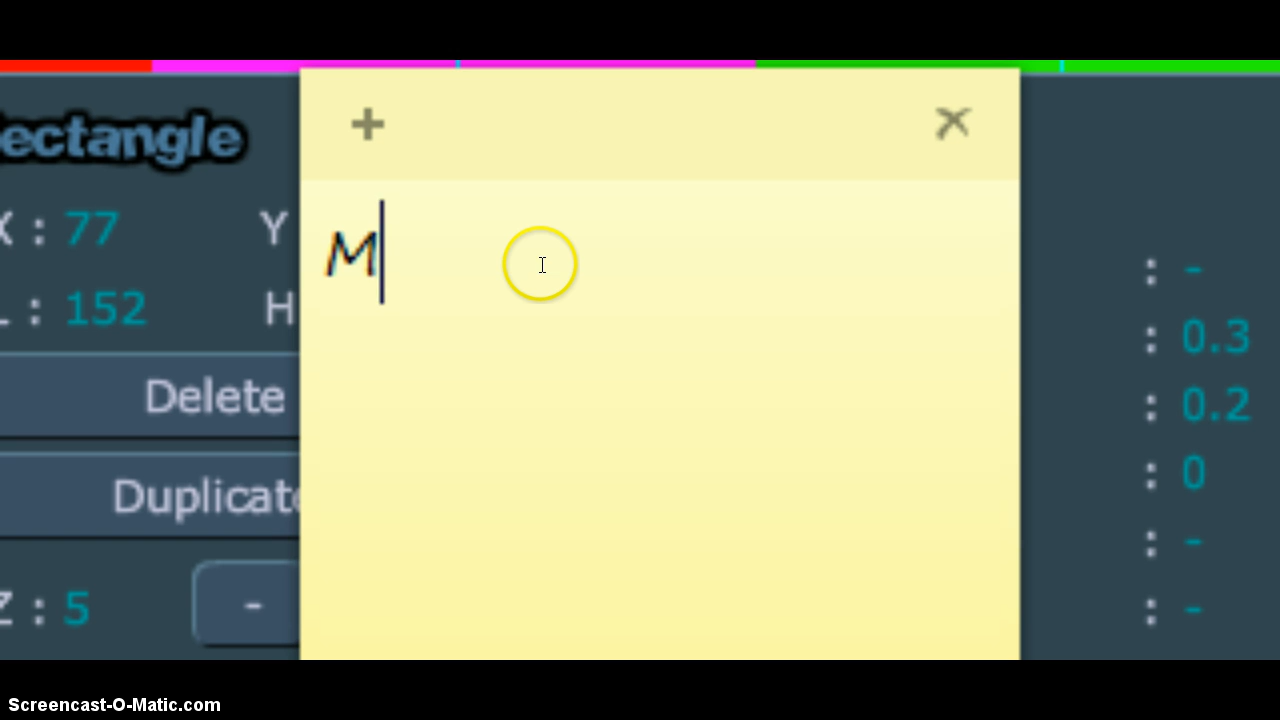 ectangle
X : 77 Y
L : 152 H
Delete
Duplicate
Z : 5 -
+ ×
M
: -
: 0.3
: 0.2
: 0
: -
: -
Screencast-O-Matic.com